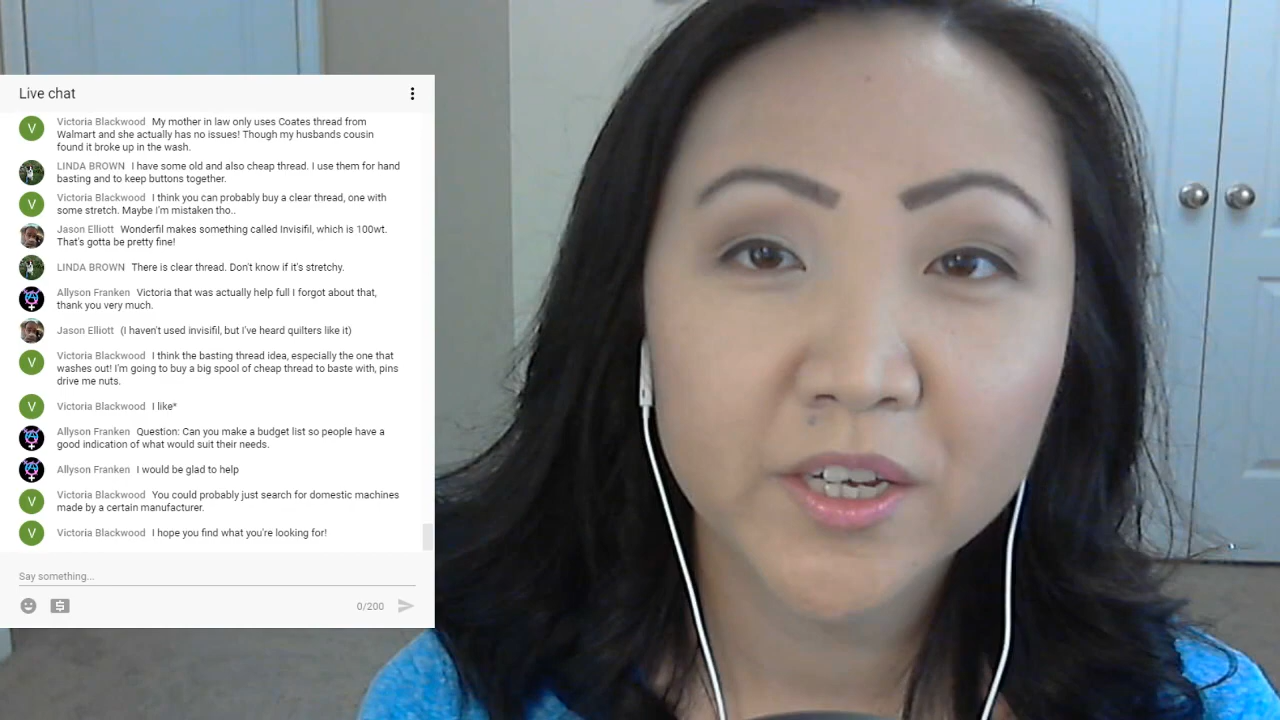 Live chat
Victoria Blackwood My mother in law only uses Coates thread from
Walmart and she actually has no issues! Though my husbands cousin
found it broke up in the wash.
LINDA BROWN I have some old and also cheap thread. I use them for hand
basting and to keep buttons together.
Victoria Blackwood I think you can probably buy a clear thread, one with
some stretch. Maybe I'm mistaken tho..
Jason Elliott Wonderfil makes something called Invisifil, which is 100wt.
That's gotta be pretty fine!
LINDA BROWN There is clear thread. Don't know if it's stretchy.
Allyson Franken Victoria that was actually help full I forgot about that,
thank you very much.
Jason Elliott (I haven't used invisifil, but I've heard quilters like it)
Victoria Blackwood I think the basting thread idea, especially the one that
washes out! I'm going to buy a big spool of cheap thread to baste with, pins
drive me nuts.
Victoria Blackwood I like*
Allyson Franken Question: Can you make a budget list so people have a
good indication of what would suit their needs.
Allyson Franken I would be glad to help
Victoria Blackwood You could probably just search for domestic machines
made by a certain manufacturer.
Victoria Blackwood I hope you find what you're looking for!
Say something...
0/200